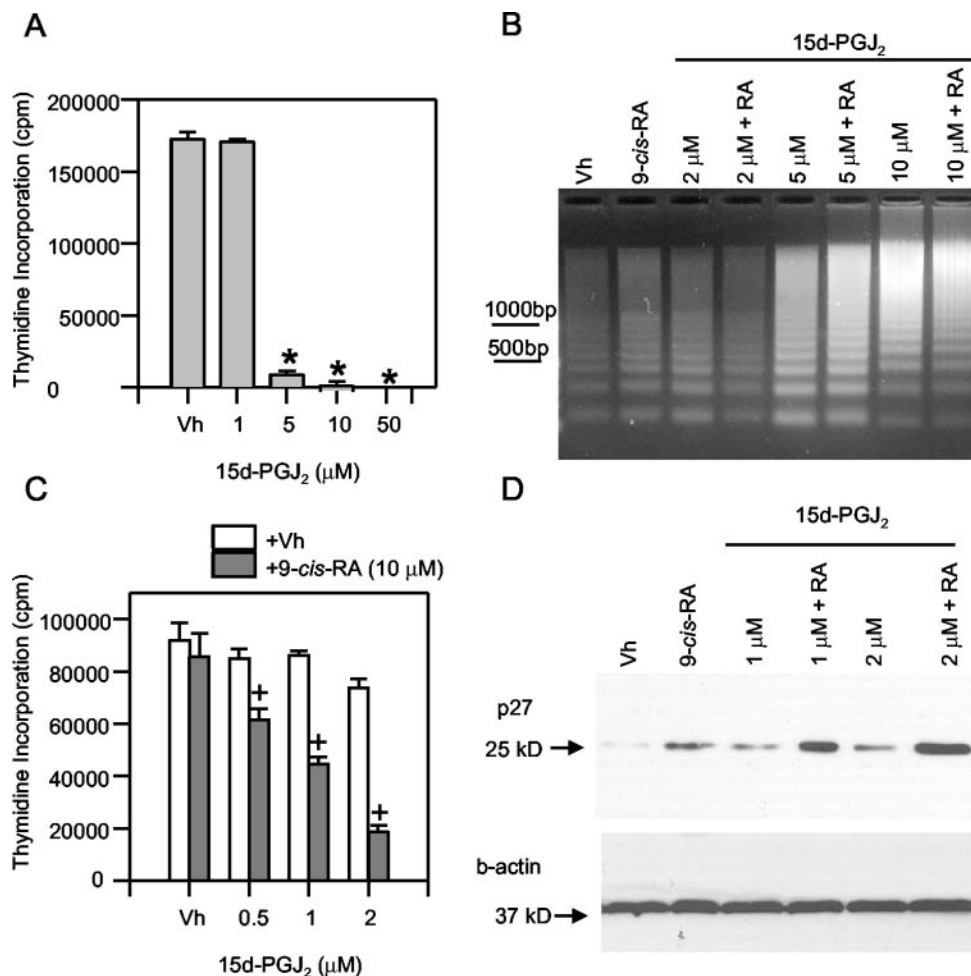 A
Thymidine Incorporation (cpm)
200000
150000
100000
50000
0
*
*
*
Vh 1 5 10 50
15d-PGJ₂ (μM)
B
15d-PGJ₂
Vh
9-cis-RA
2 μM
2 μM + RA
5 μM
5 μM + RA
10 μM
10 μM + RA
1000bp
500bp
C
+Vh
+9-cis-RA (10 μM)
Thymidine Incorporation (cpm)
100000
80000
60000
40000
20000
0
+
+
+
Vh 0.5 1 2
15d-PGJ₂ (μM)
D
15d-PGJ₂
Vh
9-cis-RA
1 μM
1 μM + RA
2 μM
2 μM + RA
p27
25 kD
b-actin
37 kD